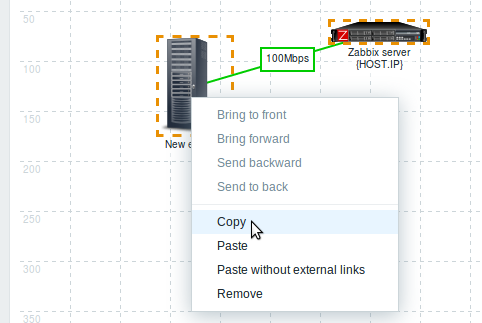 50
100
150
200
250
300
350
100Mbps
Z
Zabbix server
{HOST.IP}
New e
Bring to front
Bring forward
Send backward
Send to back
Copy
Paste
Paste without external links
Remove